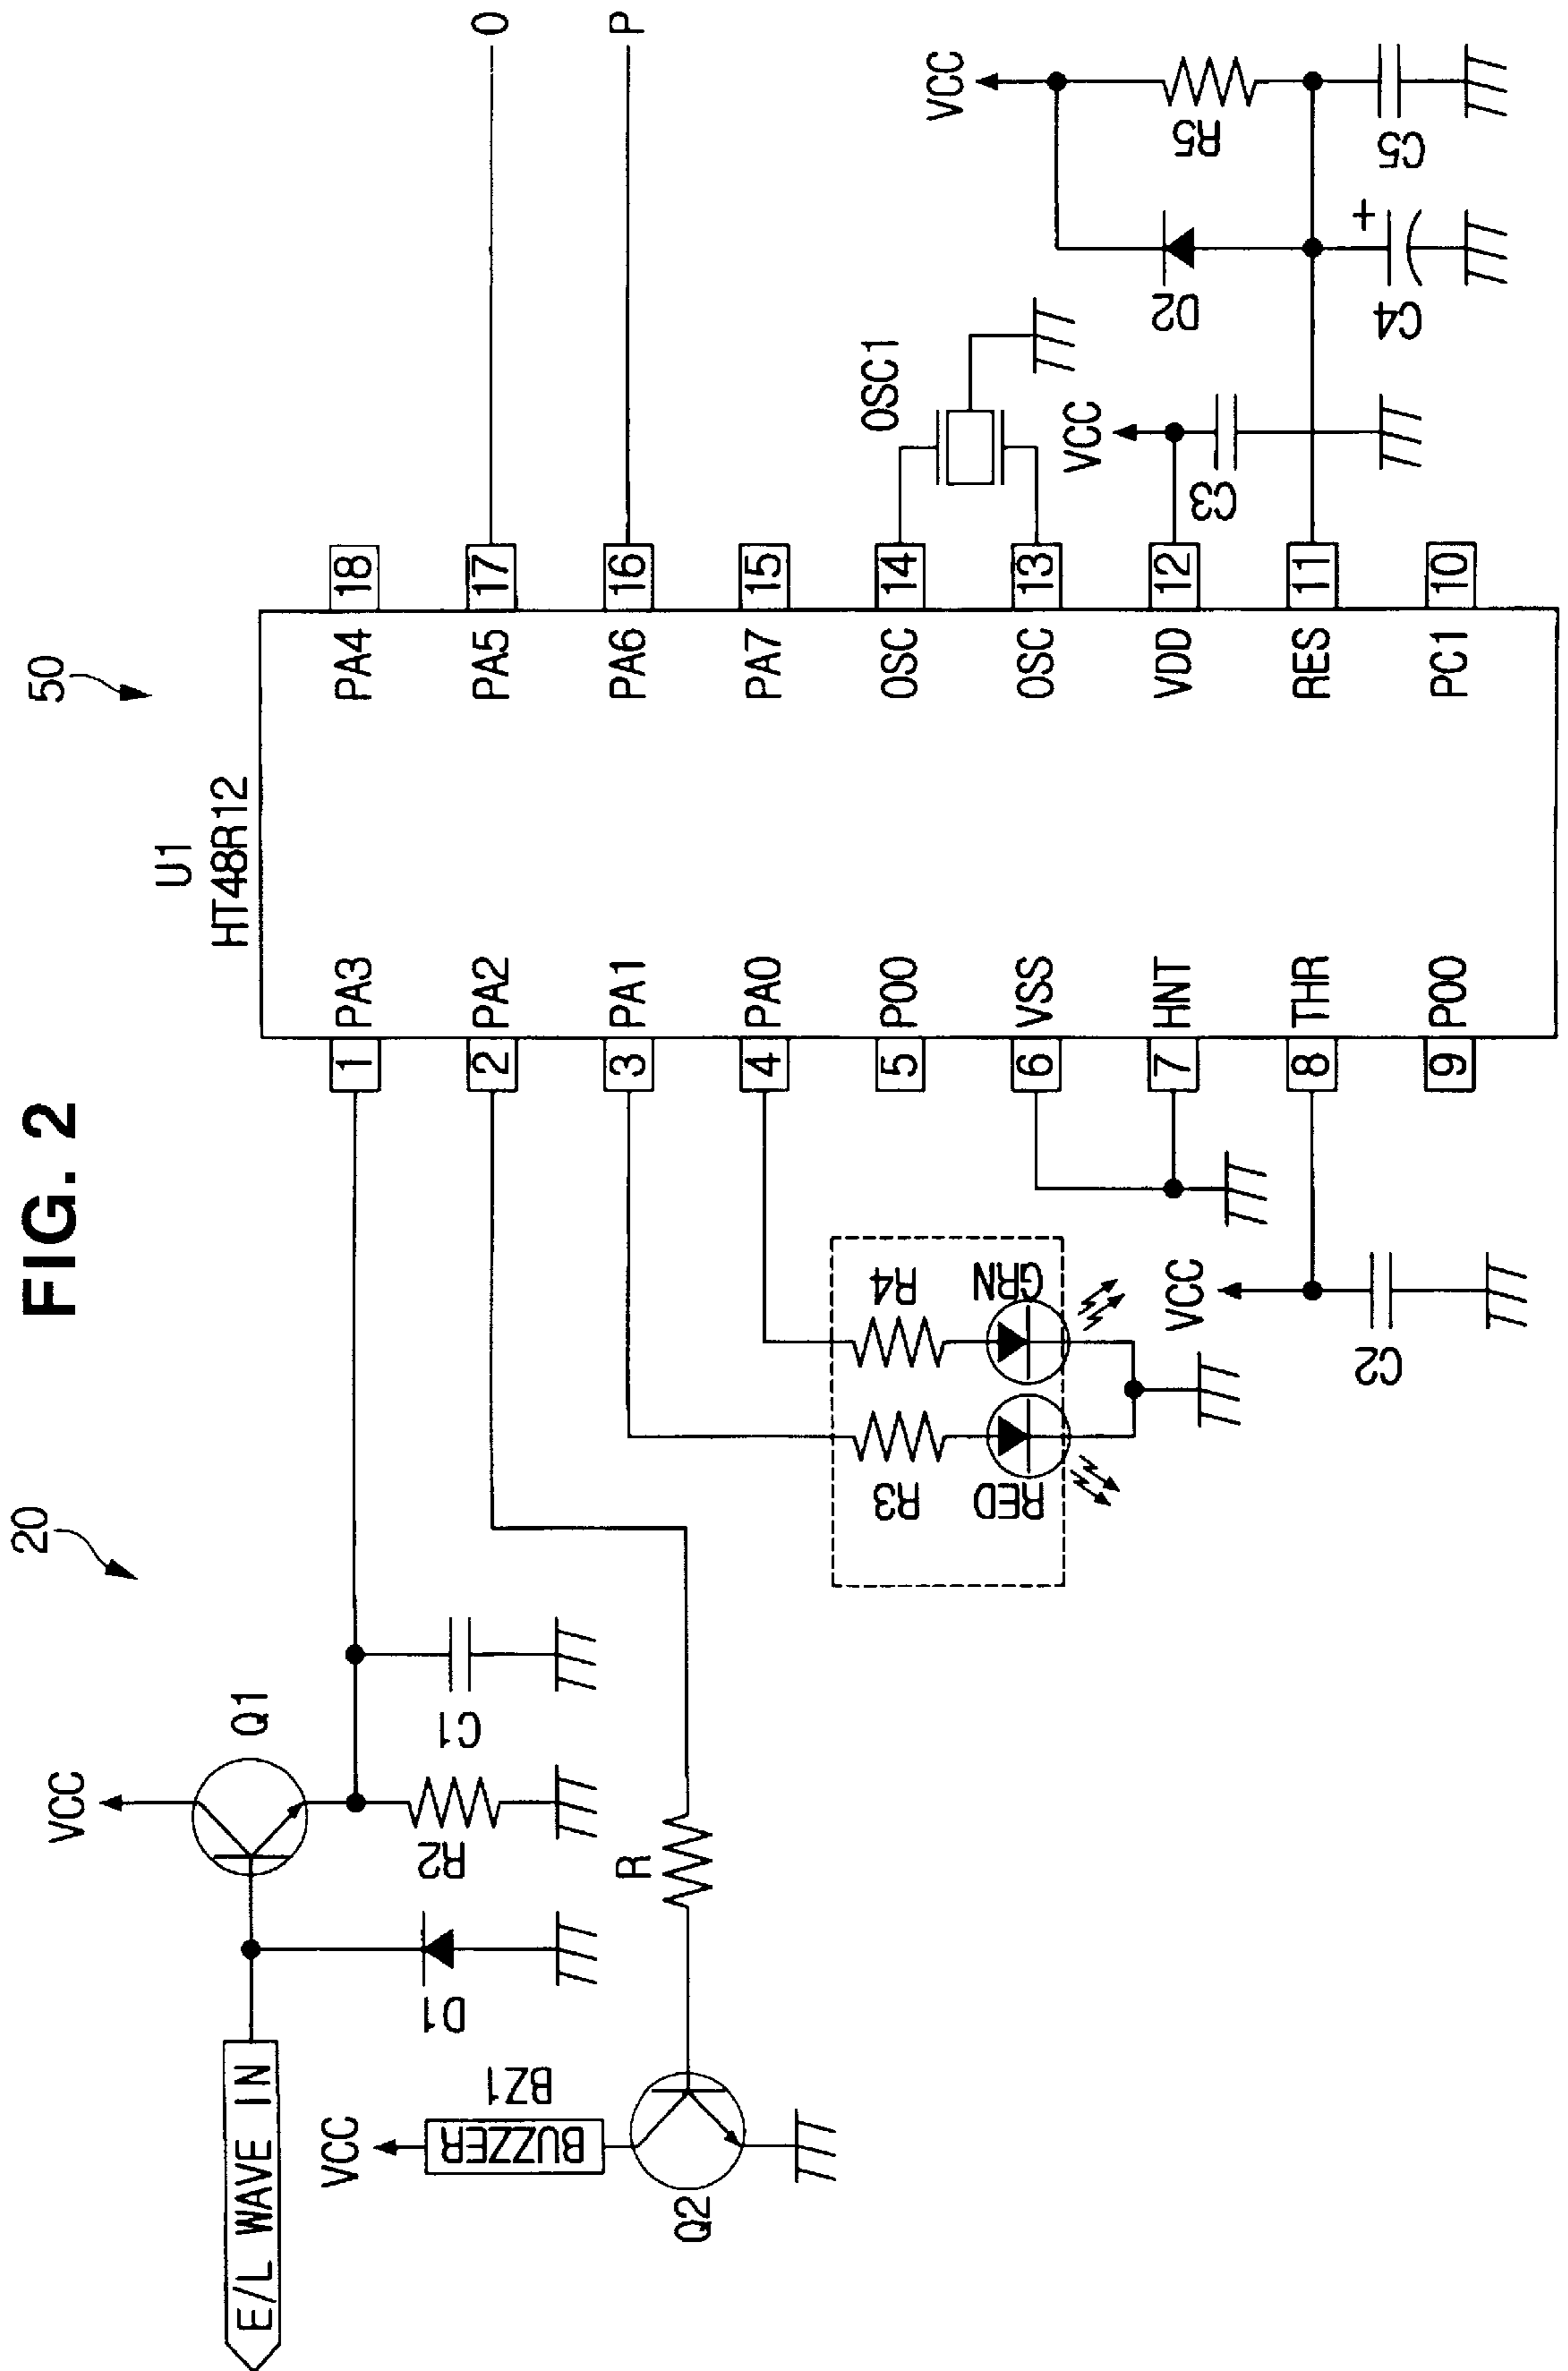 FIG. 2
20
50
U1
HT48R12
E/L WAVE IN
VCC
Q1
D1
R2
C1
VCC
BUZZER
BZ1
Q2
R
R3
R4
RED
GRN
VCC
C2
1 PA3
2 PA2
3 PA1
4 PA0
5 P00
6 VSS
7 HNT
8 THR
9 P00
PA4 18
PA5 17
PA6 16
PA7 15
OSC 14
OSC 13
VDD 12
RES 11
PC1 10
O
P
OSC1
VCC
C3
VCC
D2
R5
+
C4
C5